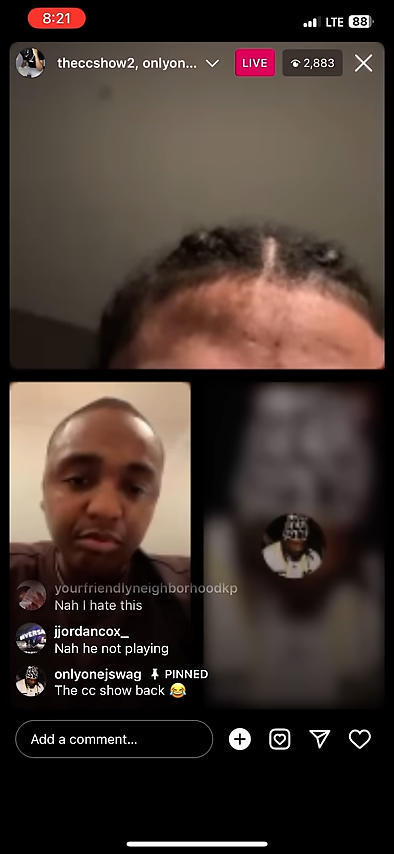 8:21
LTE 88
theccshow2, onlyon...
LIVE
2,883
yourfriendlyneighborhoodkp
Nah I hate this
jjordancox_
Nah he not playing
onlyonejswag PINNED
The cc show back 😂
Add a comment...